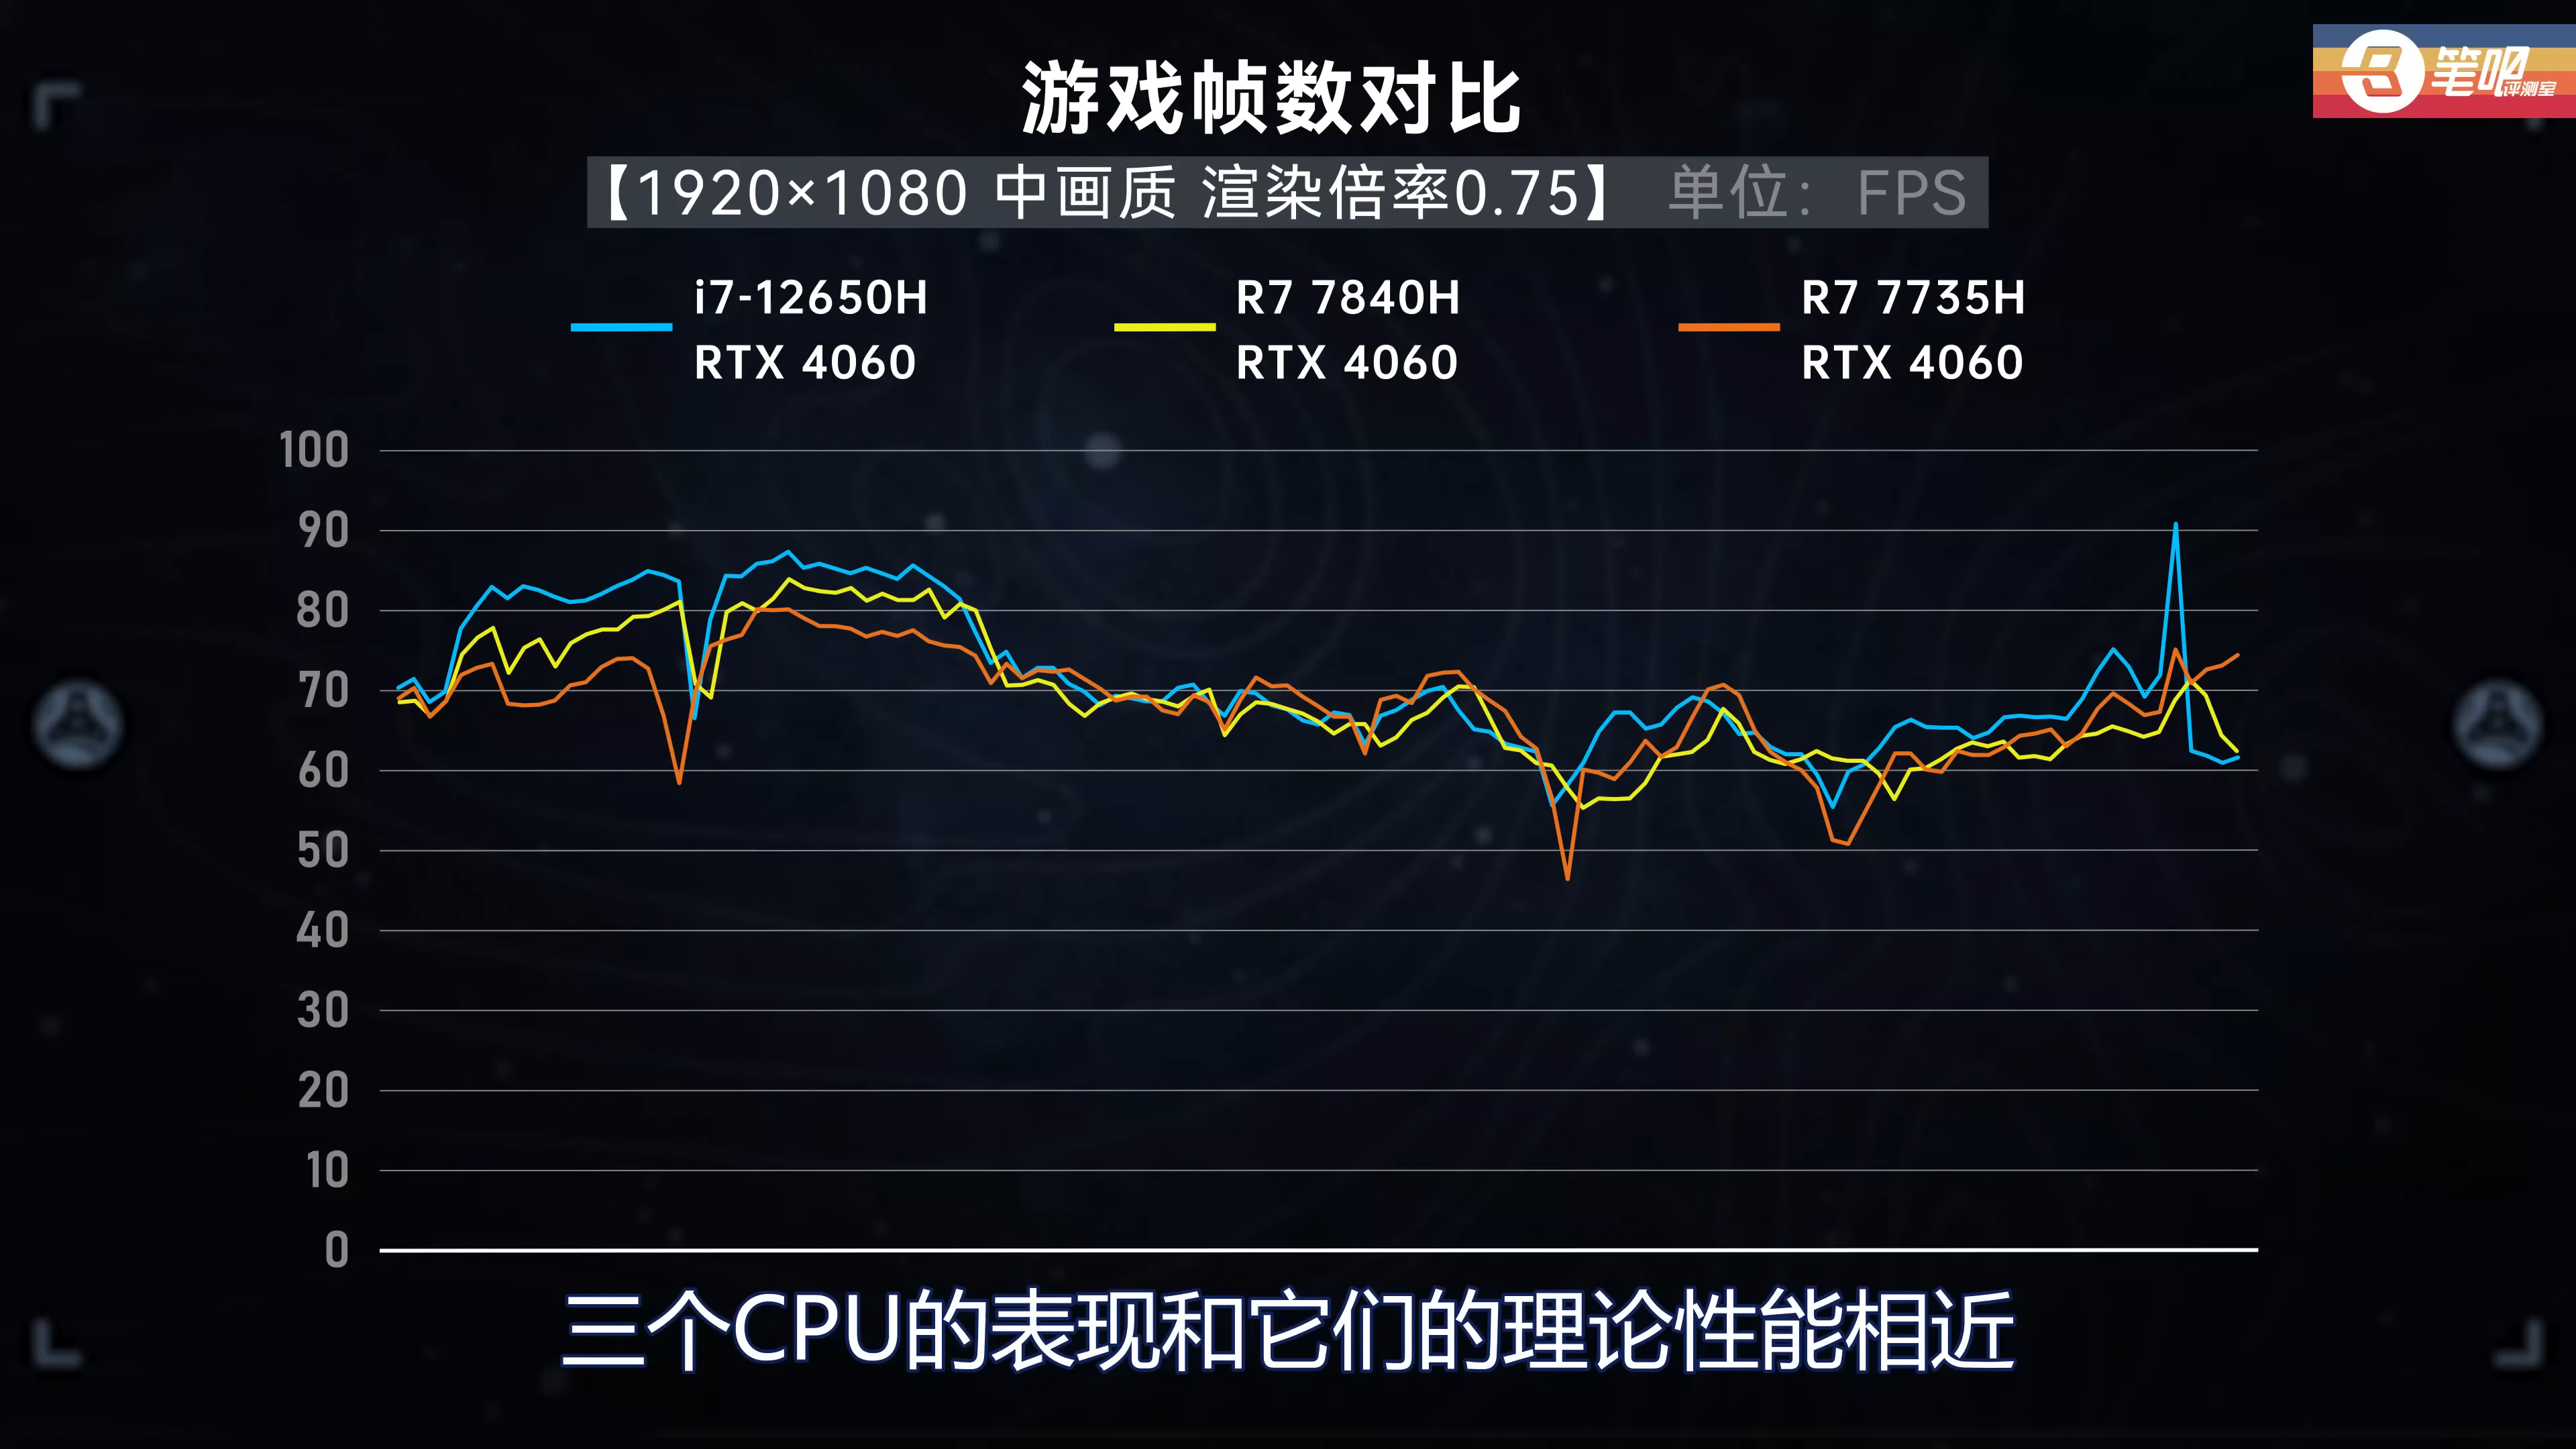 游戏帧数对比
笔吧评测室
【1920×1080 中画质 渲染倍率0.75】 单位： FPS
i7-12650H
RTX 4060
R7 7840H
RTX 4060
R7 7735H
RTX 4060
100
90
80
70
60
50
40
30
20
10
0
三个CPU的表现和它们的理论性能相近